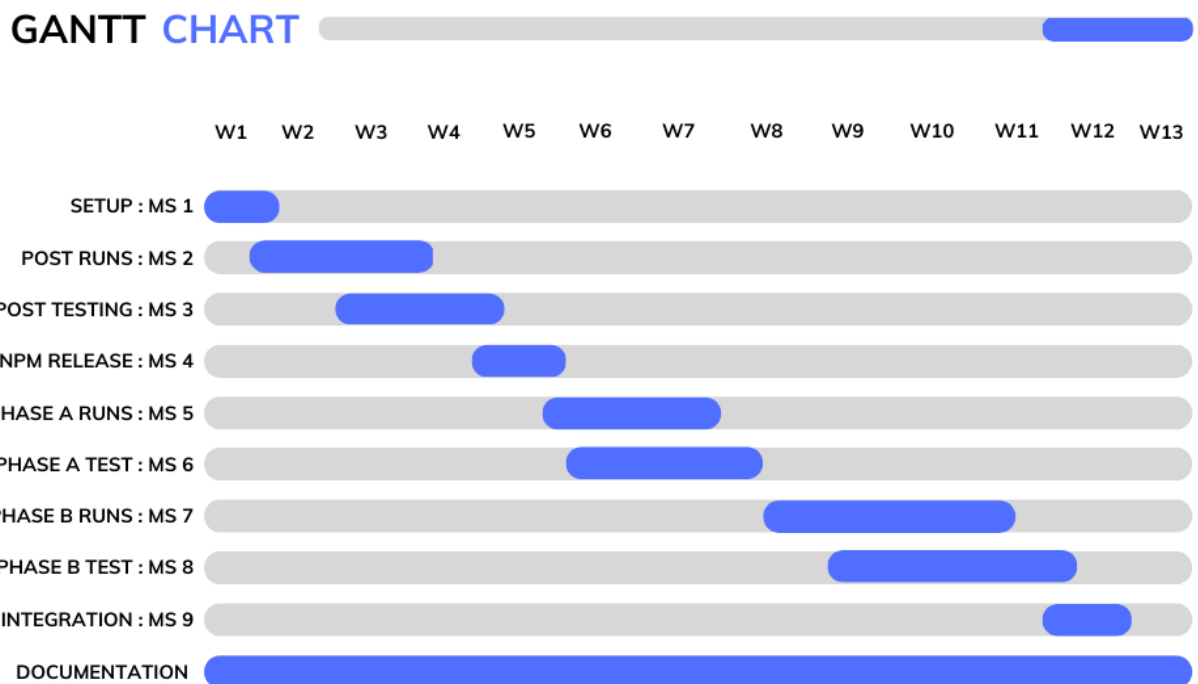 GANTT CHART
W1 W2 W3 W4 W5 W6 W7 W8 W9 W10 W11 W12 W13
SETUP : MS 1
POST RUNS : MS 2
POST TESTING : MS 3
NPM RELEASE : MS 4
HASE A RUNS : MS 5
PHASE A TEST : MS 6
HASE B RUNS : MS 7
PHASE B TEST : MS 8
INTEGRATION : MS 9
DOCUMENTATION